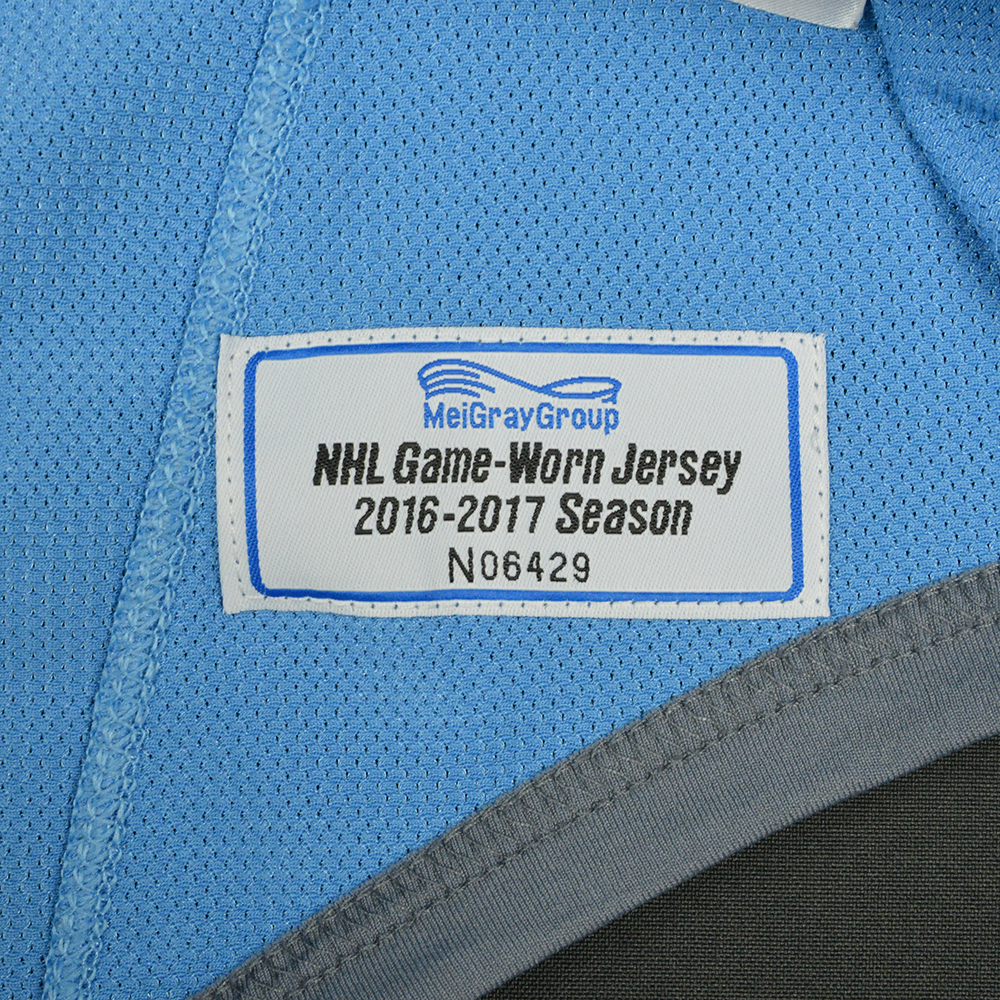 MeiGrayGroup
NHL Game-Worn Jersey
2016-2017 Season
N06429